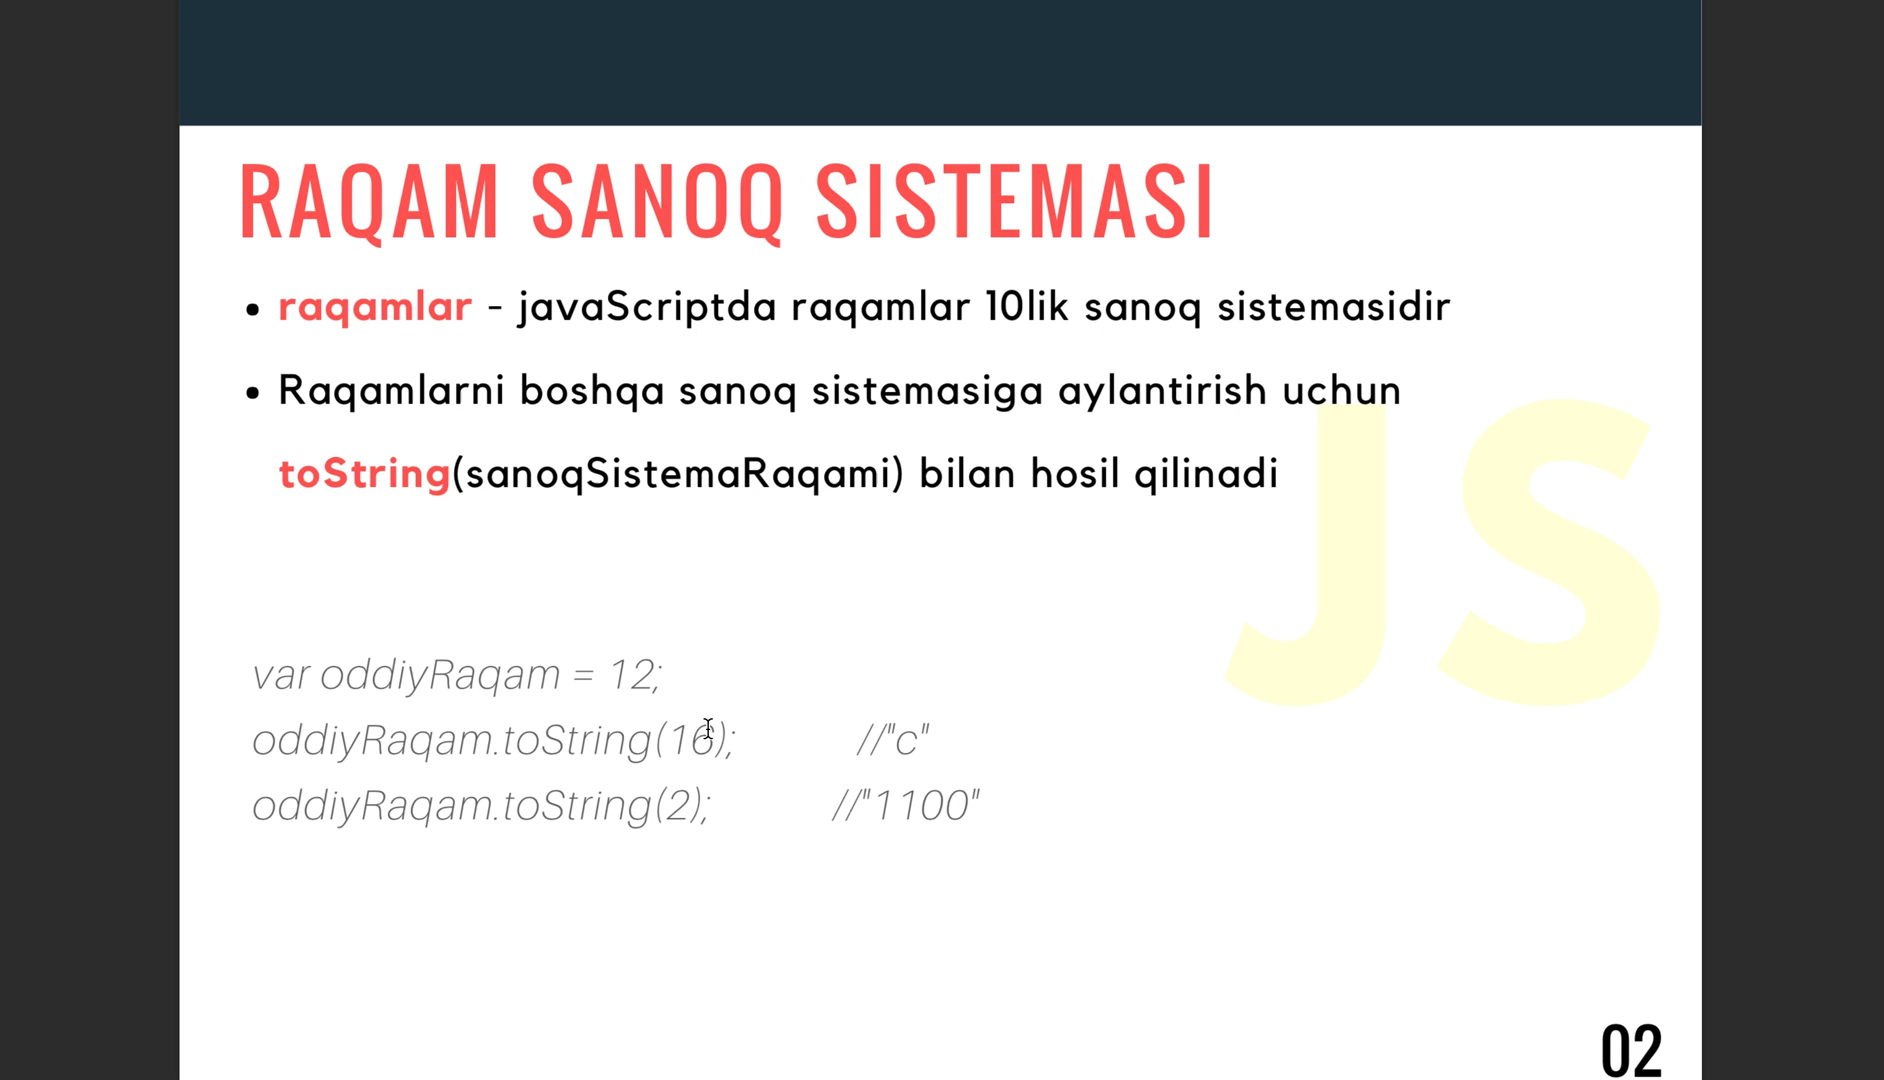 RAQAM SANOQ SISTEMASI
• raqamlar - javaScriptda raqamlar 10lik sanoq sistemasidir
• Raqamlarni boshqa sanoq sistemasiga aylantirish uchun
toString(sanoqSistemaRaqami) bilan hosil qilinadi
JS
var oddiyRaqam = 12;
oddiyRaqam.toString(16); //"c"
oddiyRaqam.toString(2); //"1100"
02